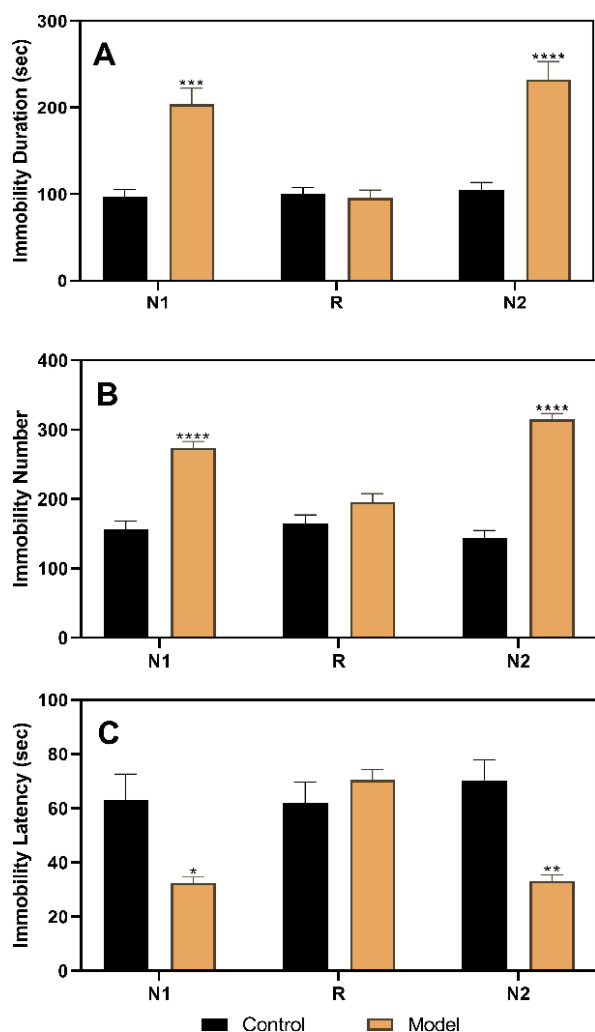 A
Immobility Duration (sec)
300
200
100
0
***
****
N1 R N2
B
Immobility Number
400
300
200
100
0
****
****
N1 R N2
C
Immobility Latency (sec)
100
80
60
40
20
0
*
**
N1 R N2
Control Model